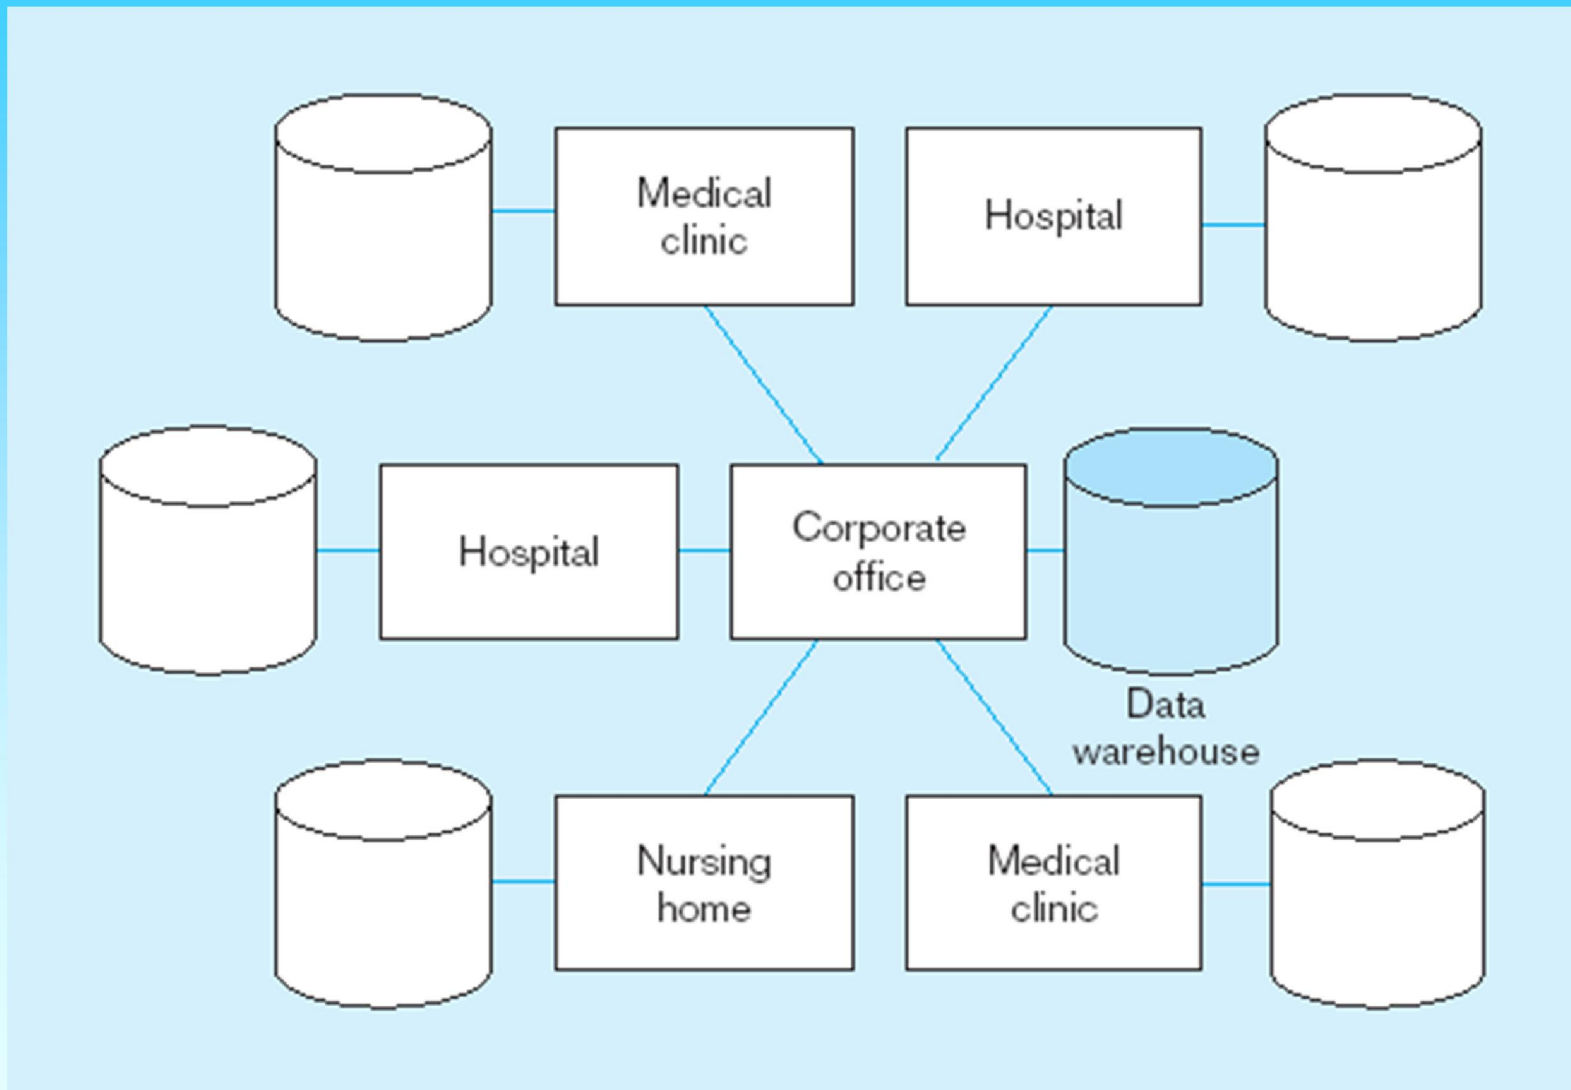 Medical
clinic
Hospital
Hospital
Corporate
office
Data
warehouse
Nursing
home
Medical
clinic